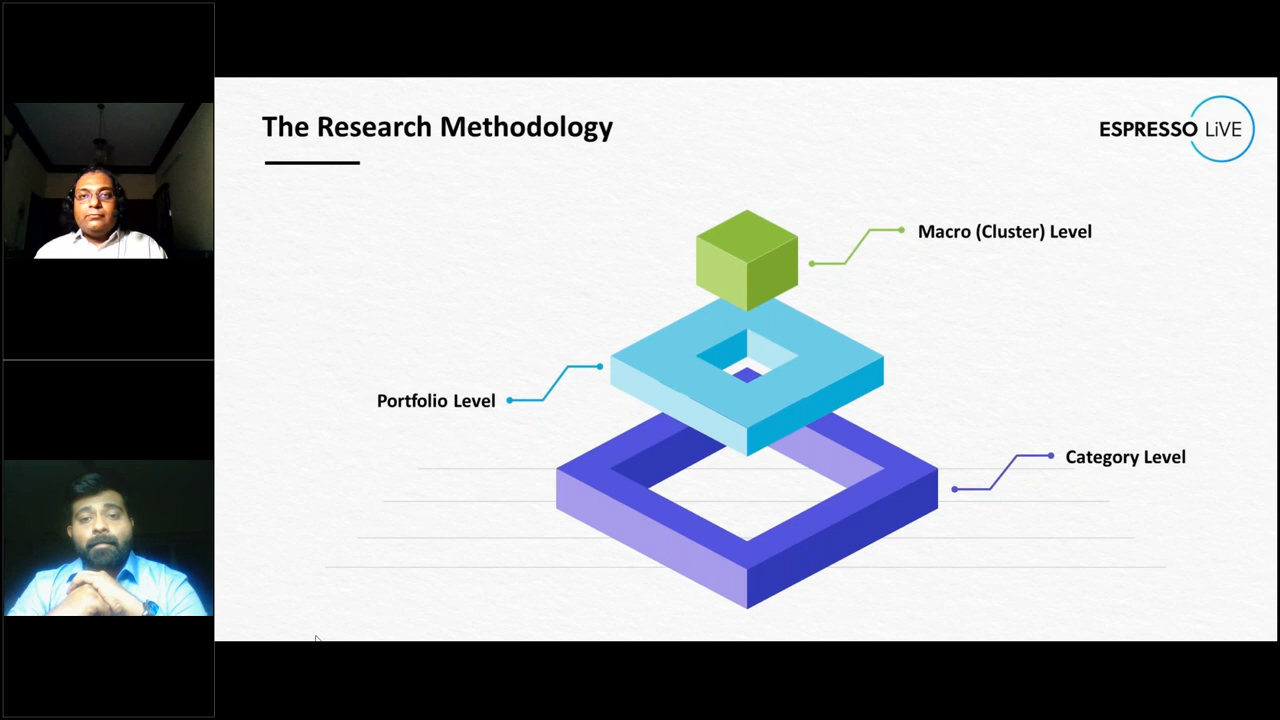 The Research Methodology
ESPRESSO LiVE
Macro (Cluster) Level
Portfolio Level
Category Level